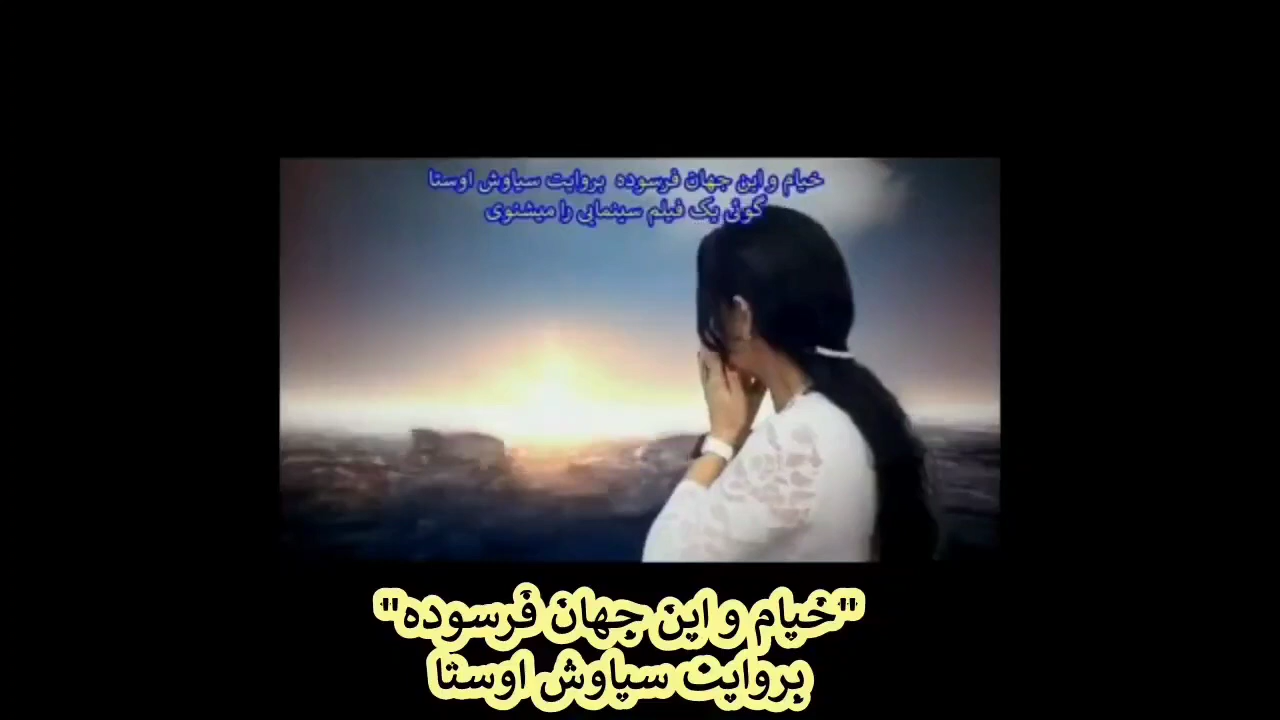 خیام و این جهان فرسوده بروایت سیاوش اوستا
گوئی یک فیلم سینمایی را میشنوی
"خیام و این جهان فرسوده"
بروایت سیاوش اوستا